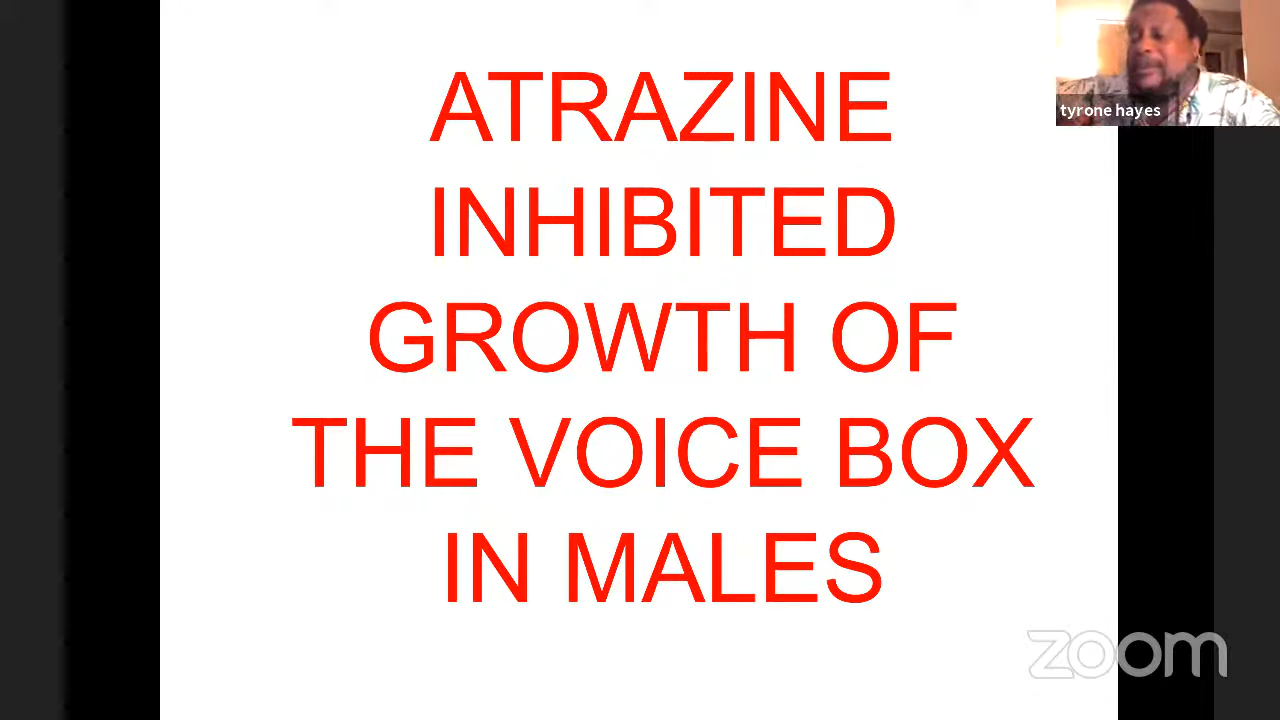 tyrone hayes
ATRAZINE
INHIBITED
GROWTH OF
THE VOICE BOX
IN MALES
zoom